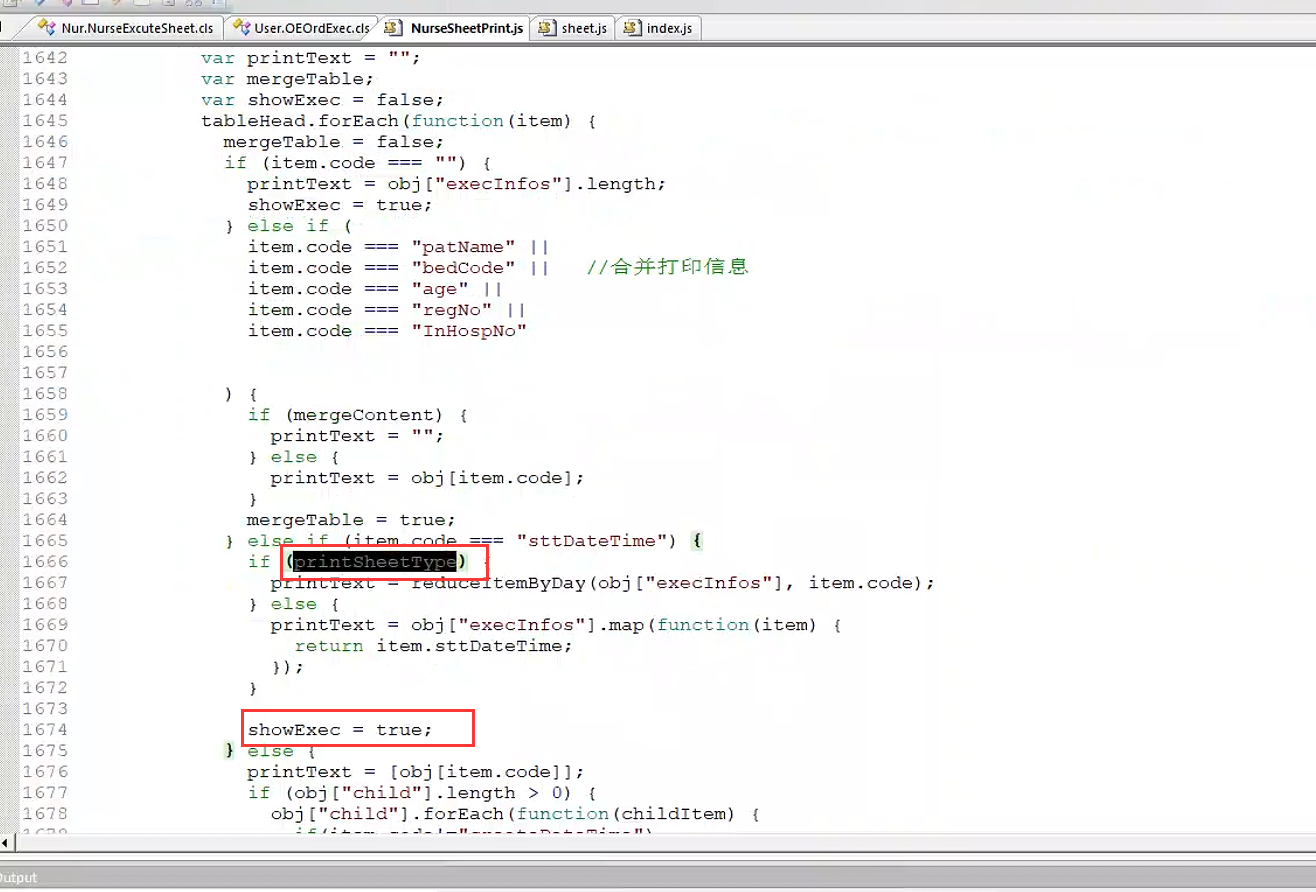 Nur.NurseExcuteSheet.cls User.OEOrdExec.cls NurseSheetPrint.js sheet.js index.js
1642 var printText = "";
1643 var mergeTable;
1644 var showExec = false;
1645 tableHead.forEach(function(item) {
1646 mergeTable = false;
1647 if (item.code === "") {
1648 printText = obj["execInfos"].length;
1649 showExec = true;
1650 } else if (
1651 item.code === "patName" ||
1652 item.code === "bedCode" || //合并打印信息
1653 item.code === "age" ||
1654 item.code === "regNo" ||
1655 item.code === "InHospNo"
1656
1657
1658 ) {
1659 if (mergeContent) {
1660 printText = "";
1661 } else {
1662 printText = obj[item.code];
1663 }
1664 mergeTable = true;
1665 } else if (item.code === "sttDateTime") {
1666 if (printSheetType) {
1667 printText = reduceItemByDay(obj["execInfos"], item.code);
1668 } else {
1669 printText = obj["execInfos"].map(function(item) {
1670 return item.sttDateTime;
1671 });
1672 }
1673
1674 showExec = true;
1675 } else {
1676 printText = [obj[item.code]];
1677 if (obj["child"].length > 0) {
1678 obj["child"].forEach(function(childItem) {
Output